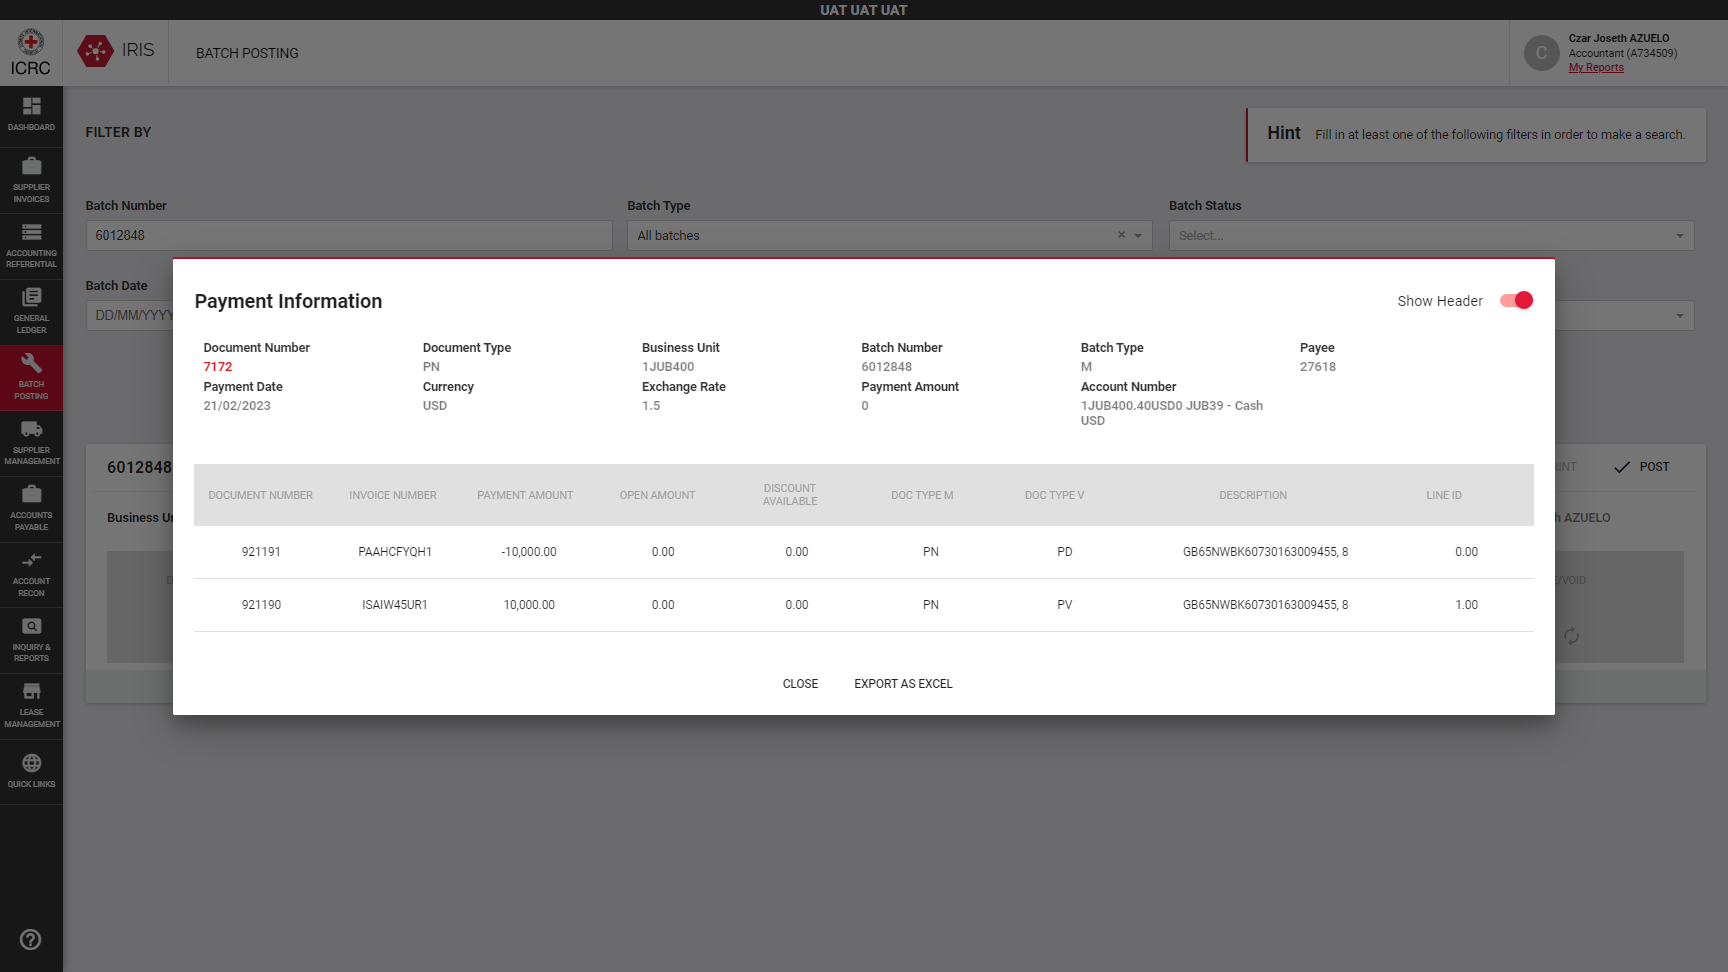 UAT UAT UAT
ICRC
IRIS
BATCH POSTING
C
Czar Joseth AZUELO
Accountant (A734509)
My Reports
DASHBOARD
SUPPLIER
INVOICES
ACCOUNTING
REFERENTIAL
GENERAL
LEDGER
BATCH
POSTING
SUPPLIER
MANAGEMENT
ACCOUNTS
PAYABLE
ACCOUNT
RECON
INQUIRY &
REPORTS
LEASE
MANAGEMENT
QUICK LINKS
FILTER BY
Hint Fill in at least one of the following filters in order to make a search.
Batch Number Batch Type Batch Status
6012848 All batches Select...
Batch Date
DD/MM/YYYY
Payment Information Show Header
Document Number Document Type Business Unit Batch Number Batch Type Payee
7172 PN 1JUB400 6012848 M 27618
Payment Date Currency Exchange Rate Payment Amount Account Number
21/02/2023 USD 1.5 0 1JUB400.40USD0 JUB39 - Cash
USD
6012848 POST
Business AZUELO
DOCUMENT NUMBER INVOICE NUMBER PAYMENT AMOUNT OPEN AMOUNT DISCOUNT
AVAILABLE DOC TYPE M DOC TYPE V DESCRIPTION LINE ID
921191 PAAHCFYQH1 -10,000.00 0.00 0.00 PN PD GB65NWBK60730163009455, 8 0.00
/VOID
921190 ISAIW45UR1 10,000.00 0.00 0.00 PN PV GB65NWBK60730163009455, 8 1.00
CLOSE EXPORT AS EXCEL